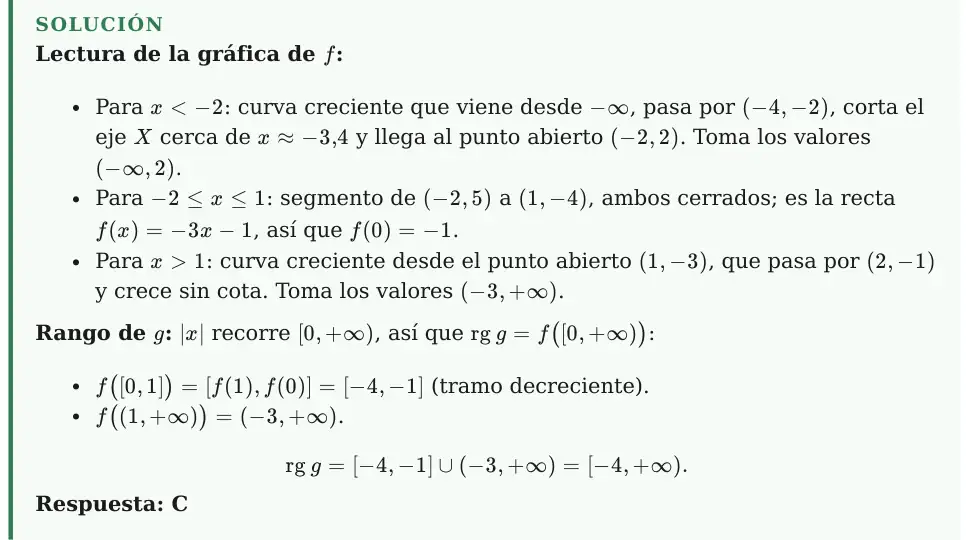 SOLUCIÓN
Lectura de la gráfica de f:
• Para x < −2: curva creciente que viene desde −∞, pasa por (−4, −2), corta el
eje X cerca de x ≈ −3,4 y llega al punto abierto (−2, 2). Toma los valores
(−∞, 2).
• Para −2 ≤ x ≤ 1: segmento de (−2, 5) a (1, −4), ambos cerrados; es la recta
f(x) = −3x − 1, así que f(0) = −1.
• Para x > 1: curva creciente desde el punto abierto (1, −3), que pasa por (2, −1)
y crece sin cota. Toma los valores (−3, +∞).
Rango de g: |x| recorre [0, +∞), así que rg g = f([0, +∞)):
• f([0, 1]) = [f(1), f(0)] = [−4, −1] (tramo decreciente).
• f((1, +∞)) = (−3, +∞).
rg g = [−4, −1] ∪ (−3, +∞) = [−4, +∞).
Respuesta: C